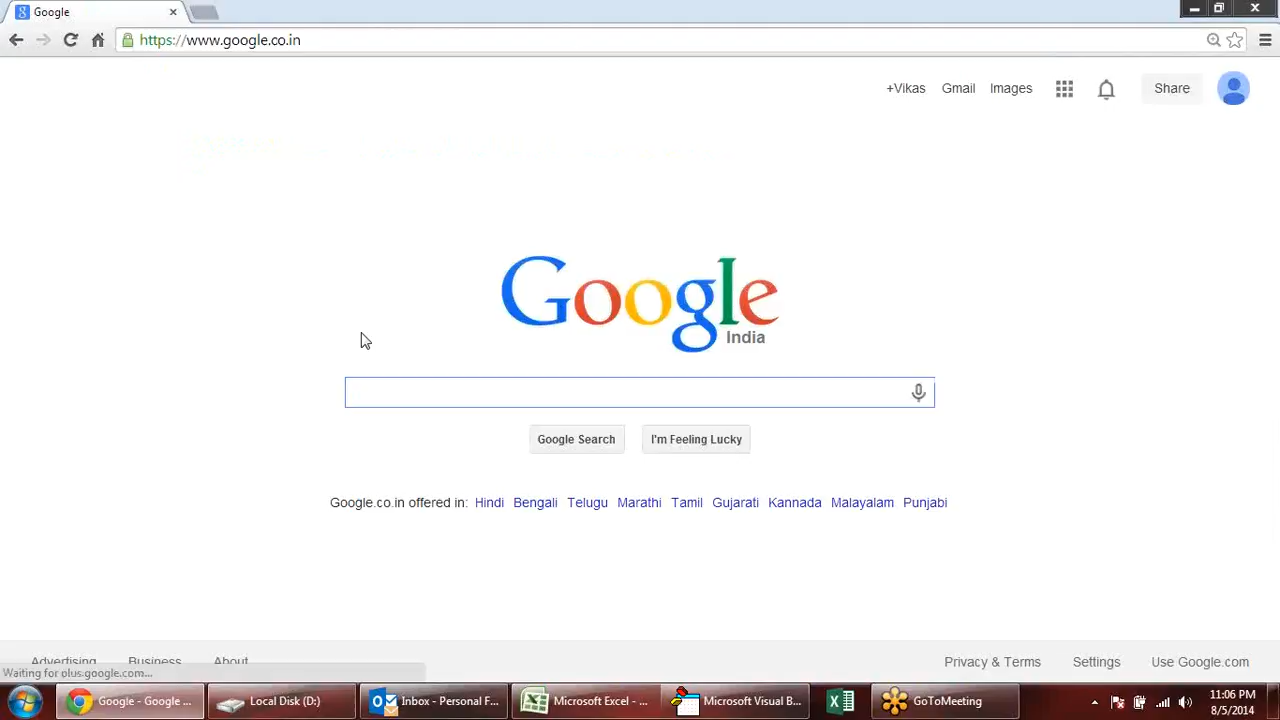 Google
https://www.google.co.in
+Vikas Gmail Images Share
Google
India
Google Search I'm Feeling Lucky
Google.co.in offered in: Hindi Bengali Telugu Marathi Tamil Gujarati Kannada Malayalam Punjabi
Advertising Business About Privacy & Terms Settings Use Google.com
Waiting for plus.google.com...
Google - Google ... Local Disk (D:) Inbox - Personal F... Microsoft Excel - ... Microsoft Visual B... GoToMeeting 11:06 PM
8/5/2014